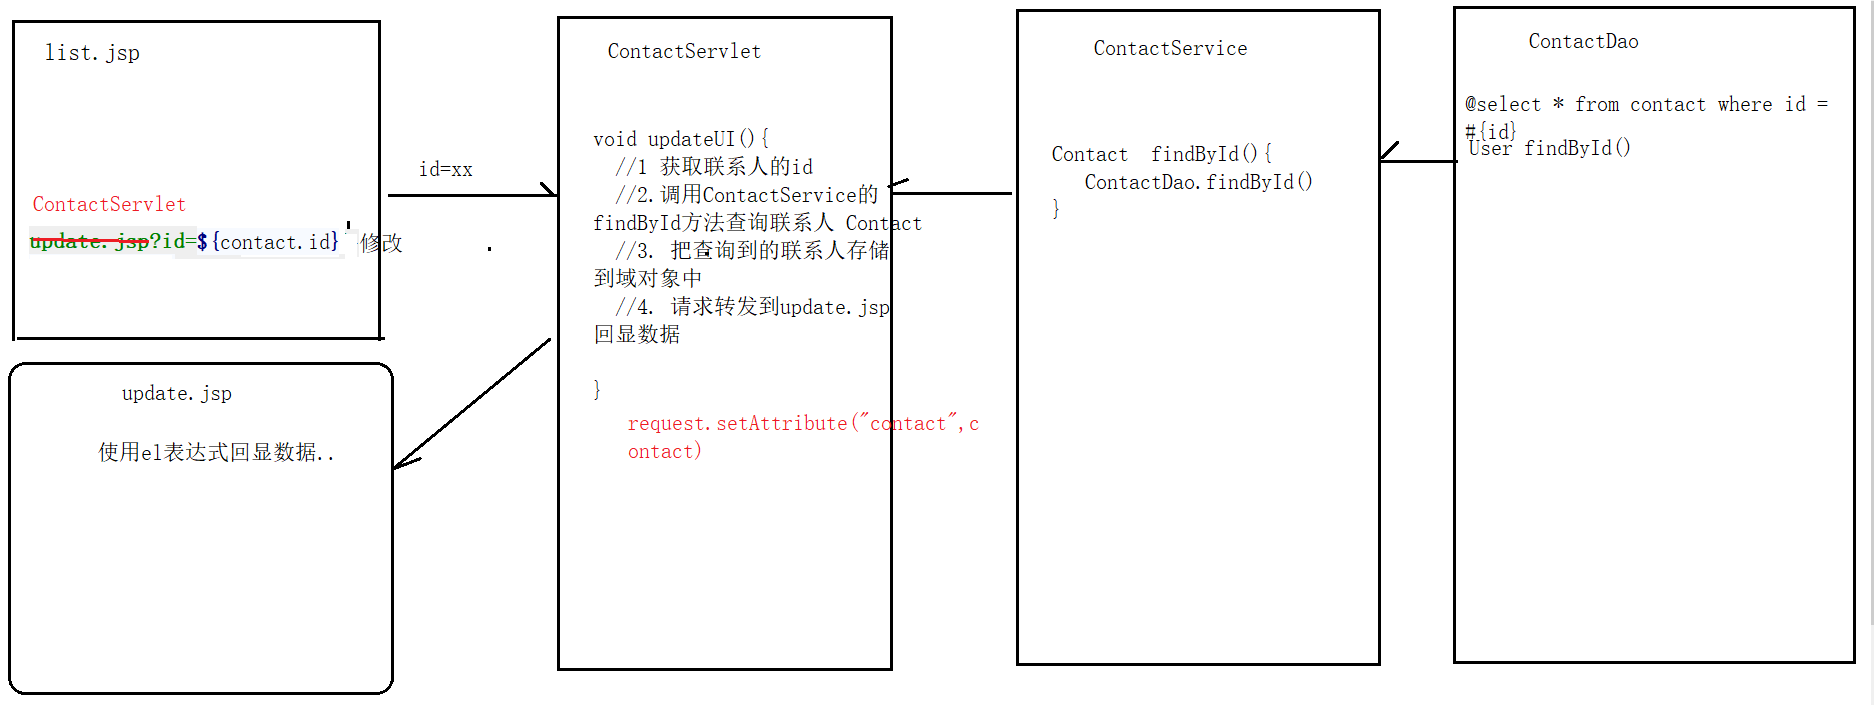 list.jsp
ContactServlet
update.jsp?id=${contact.id} 修改
update.jsp
使用el表达式回显数据..
id=xx
ContactServlet
void updateUI(){
//1 获取联系人的id
//2.调用ContactService的
findById方法查询联系人 Contact
//3. 把查询到的联系人存储
到域对象中
//4. 请求转发到update.jsp
回显数据
}
request.setAttribute("contact",c
ontact)
ContactService
Contact findById(){
ContactDao.findById()
}
ContactDao
@select * from contact where id =
#{id}
User findById()